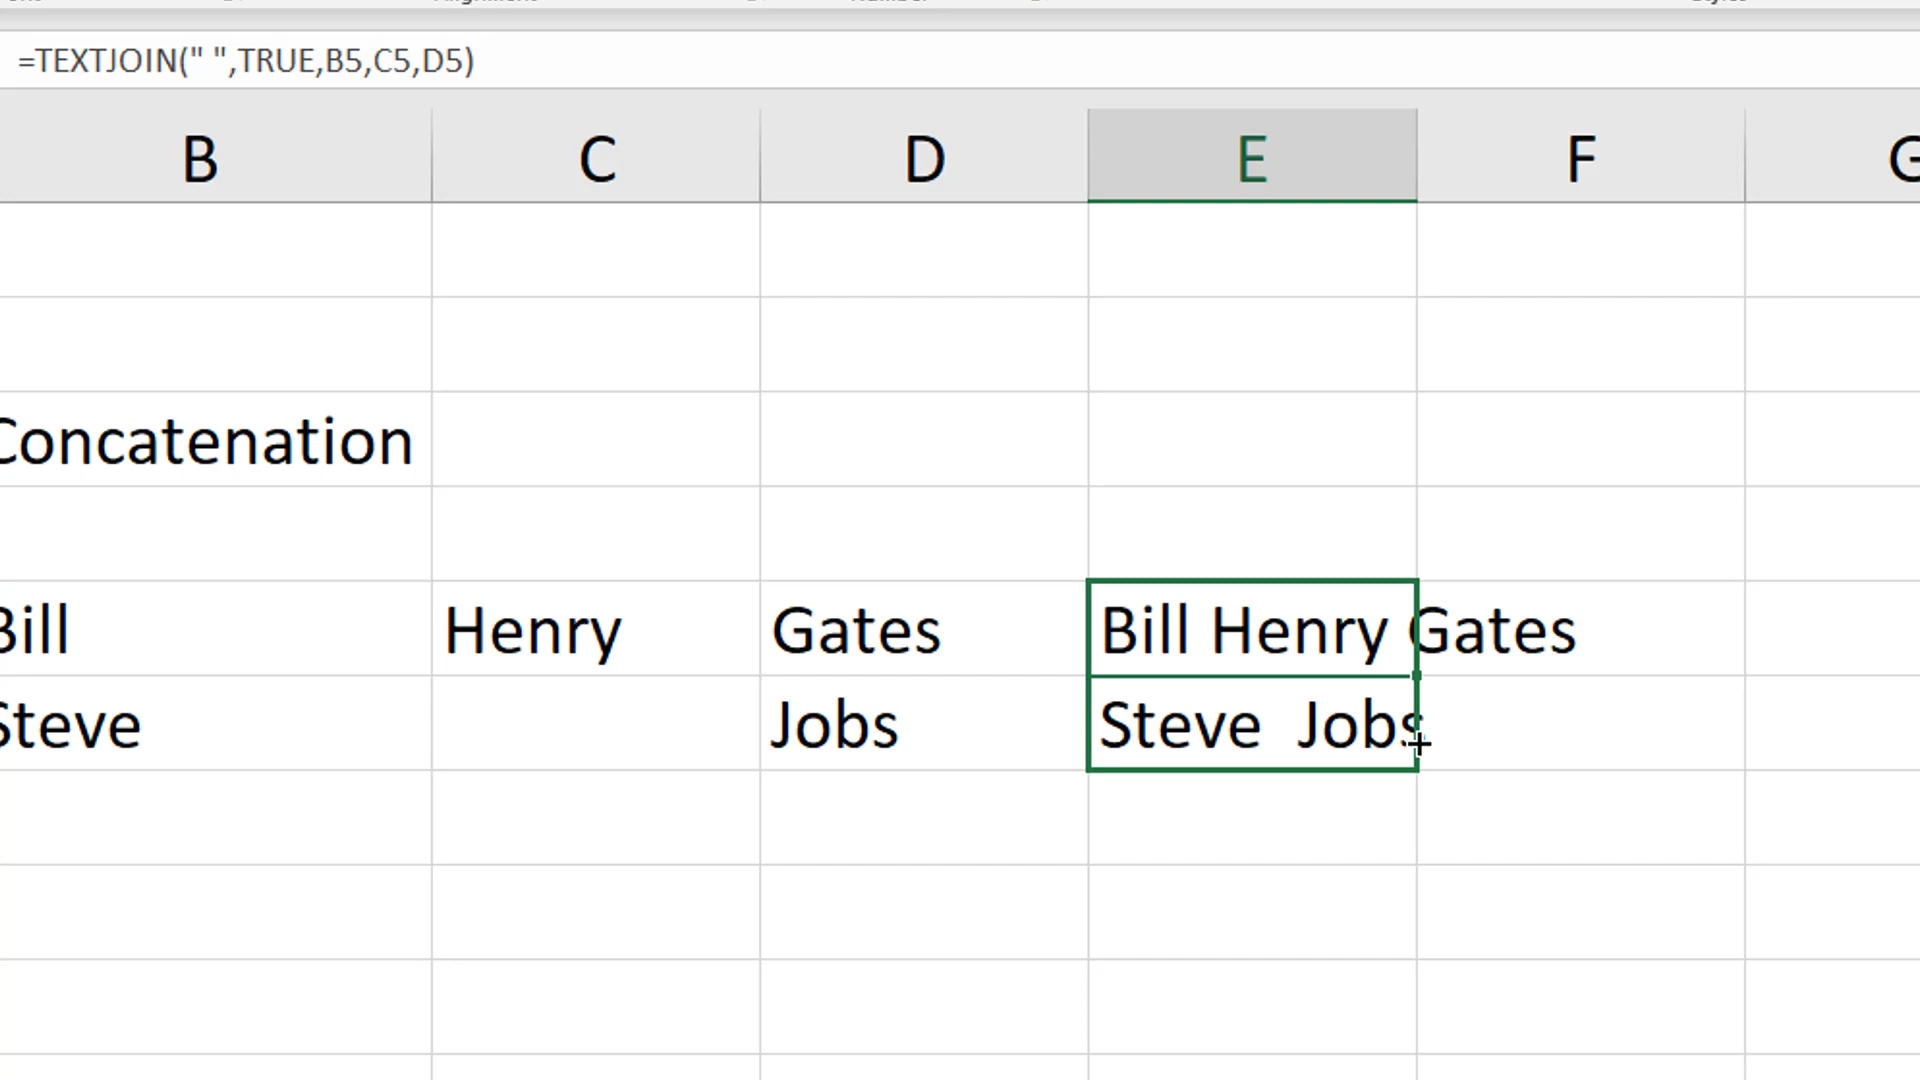 =TEXTJOIN(" ",TRUE,B5,C5,D5)
B C D E F G
Concatenation
Bill Henry Gates Bill Henry Gates
Steve Jobs Steve  Jobs